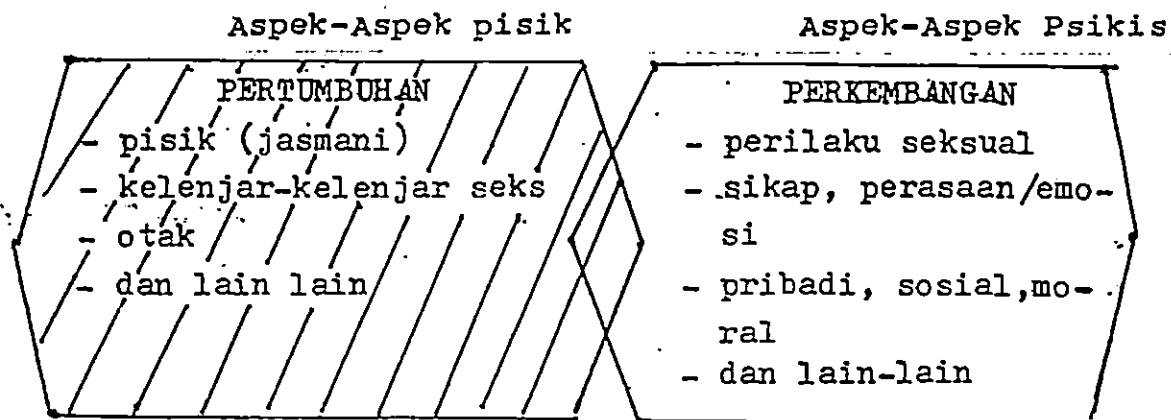 Aspek-Aspek pisik
PERTUMBUHAN
- pisik (jasmani)
- kelenjar-kelenjar seks
- otak
- dan lain lain
Aspek-Aspek Psikis
PERKEMBANGAN
- perilaku seksual
- sikap, perasaan/emo-
si
- pribadi, sosial,mo-
ral
- dan lain-lain